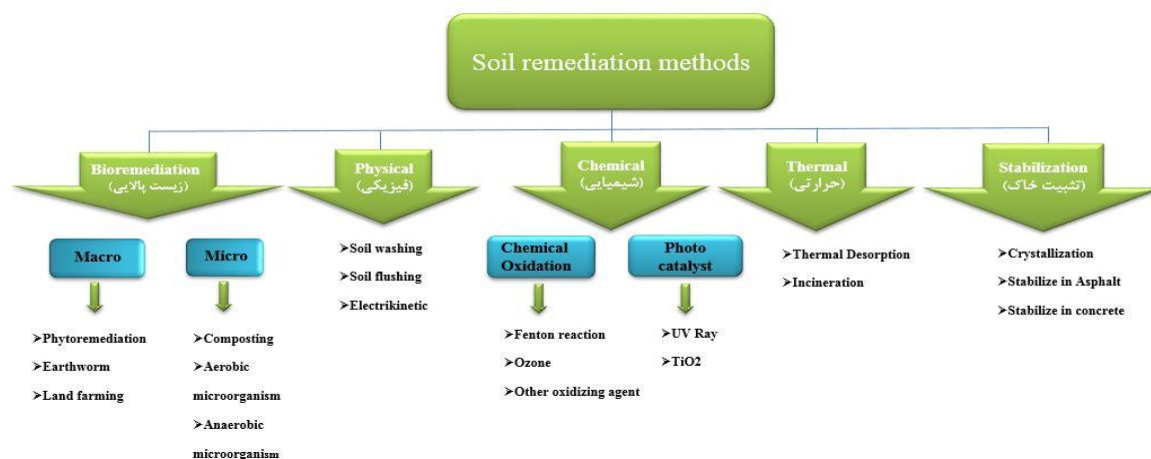 Soil remediation methods
Bioremediation
(زیست پالایی)
Physical
(فیزیکی)
Chemical
(شیمیایی)
Thermal
(حرارتی)
Stabilization
(تثبیت خاک)
Macro
➢Phytoremediation
➢Earthworm
➢Land farming
Micro
➢Composting
➢Aerobic
microorganism
➢Anaerobic
microorganism
➢Soil washing
➢Soil flushing
➢Electrikinetic
Chemical
Oxidation
➢Fenton reaction
➢Ozone
➢Other oxidizing agent
Photo
catalyst
➢UV Ray
➢TiO2
➢Thermal Desorption
➢Incineration
➢Crystallization
➢Stabilize in Asphalt
➢Stabilize in concrete